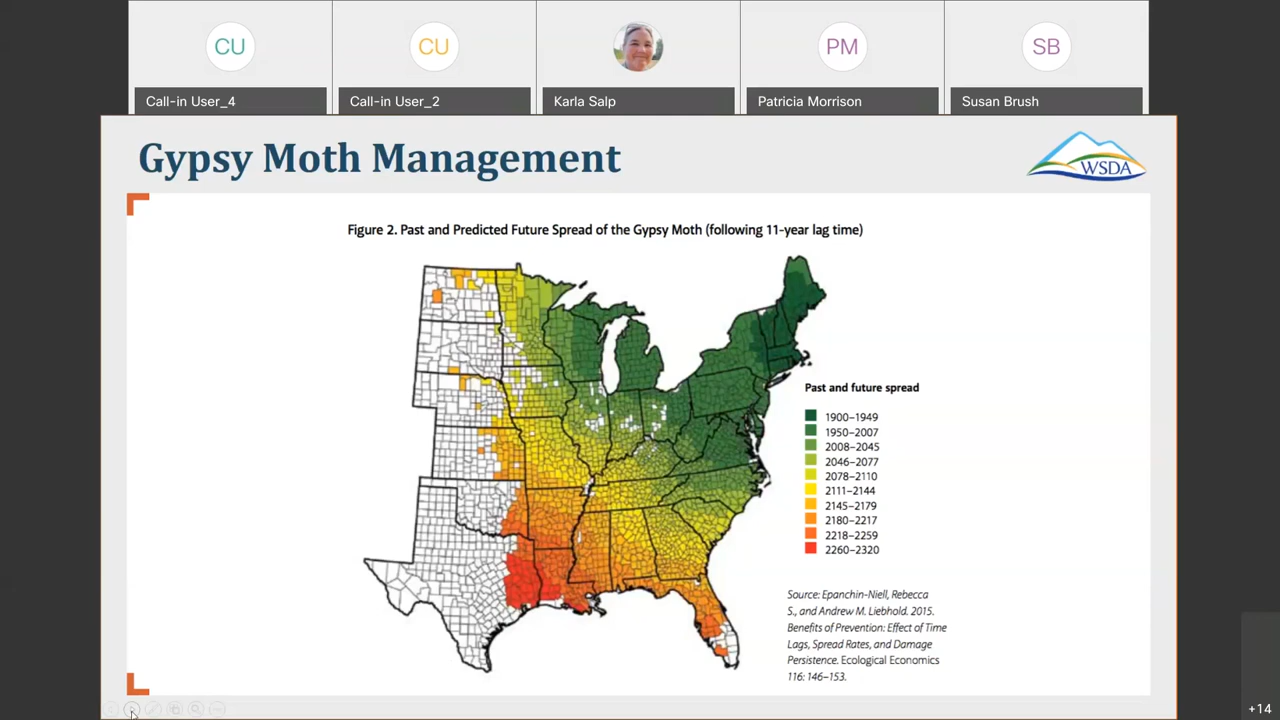 CU
CU
PM
SB
Call-in User_4
Call-in User_2
Karla Salp
Patricia Morrison
Susan Brush
Gypsy Moth Management
WSDA
Figure 2. Past and Predicted Future Spread of the Gypsy Moth (following 11-year lag time)
Past and future spread
1900–1949
1950–2007
2008–2045
2046–2077
2078–2110
2111–2144
2145–2179
2180–2217
2218–2259
2260–2320
Source: Epanchin-Niell, Rebecca
S., and Andrew M. Liebhold. 2015.
Benefits of Prevention: Effect of Time
Lags, Spread Rates, and Damage
Persistence. Ecological Economics
116: 146–153.
+14